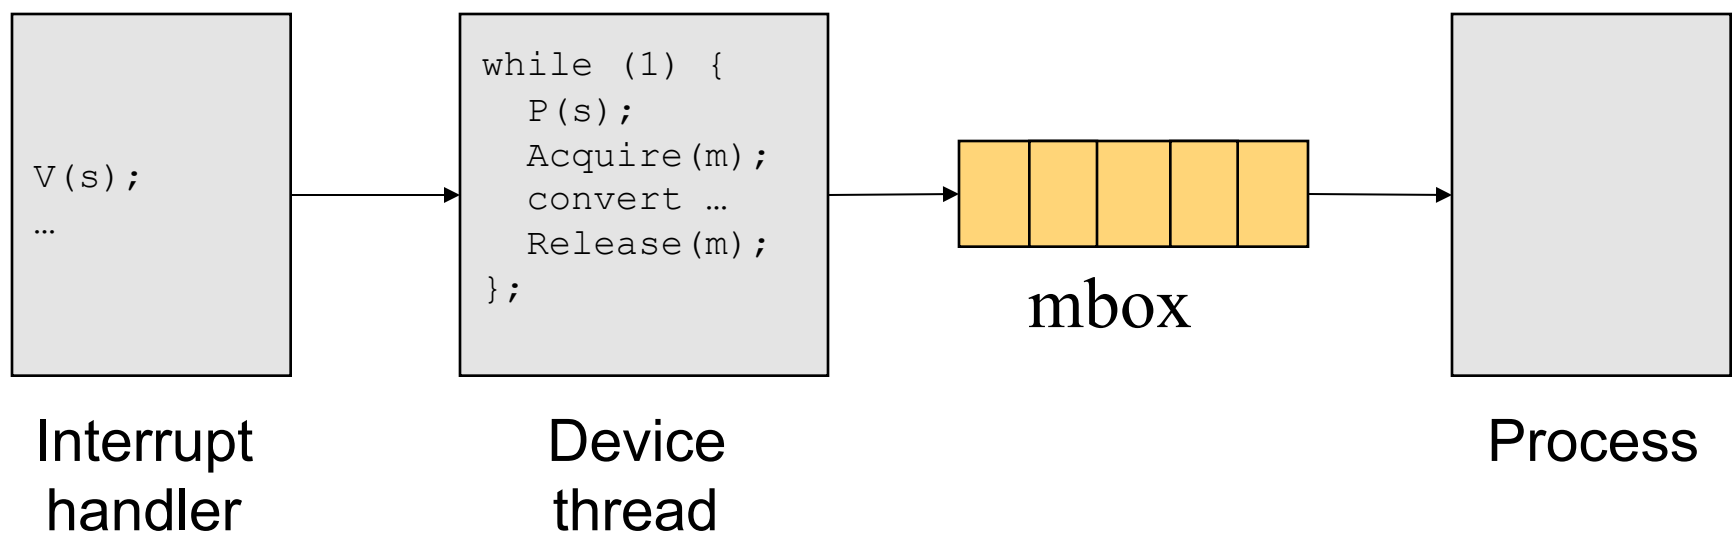 V(s);
…
while (1) {
P(s);
Acquire(m);
convert …
Release(m);
};
mbox
Interrupt
handler
Device
thread
Process